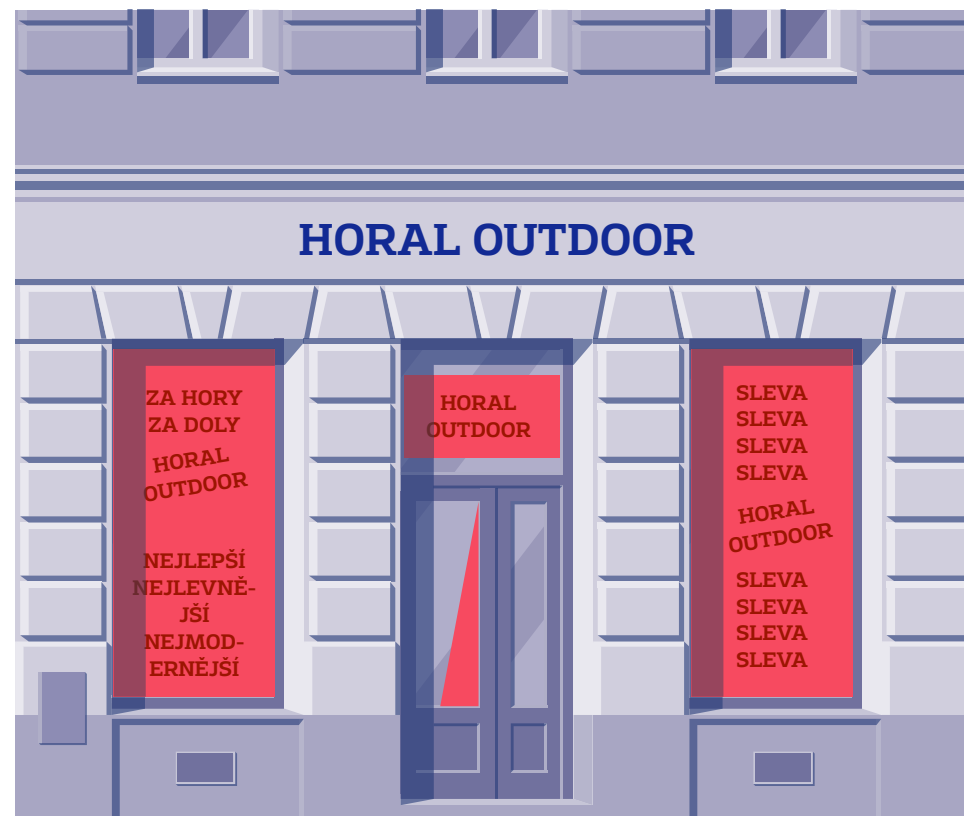 HORAL OUTDOOR
ZA HORY
ZA DOLY
HORAL
OUTDOOR
NEJLEPŠÍ
NEJLEVNĚ-
JŠÍ
NEJMOD-
ERNĚJŠÍ
HORAL
OUTDOOR
SLEVA
SLEVA
SLEVA
SLEVA
HORAL
OUTDOOR
SLEVA
SLEVA
SLEVA
SLEVA